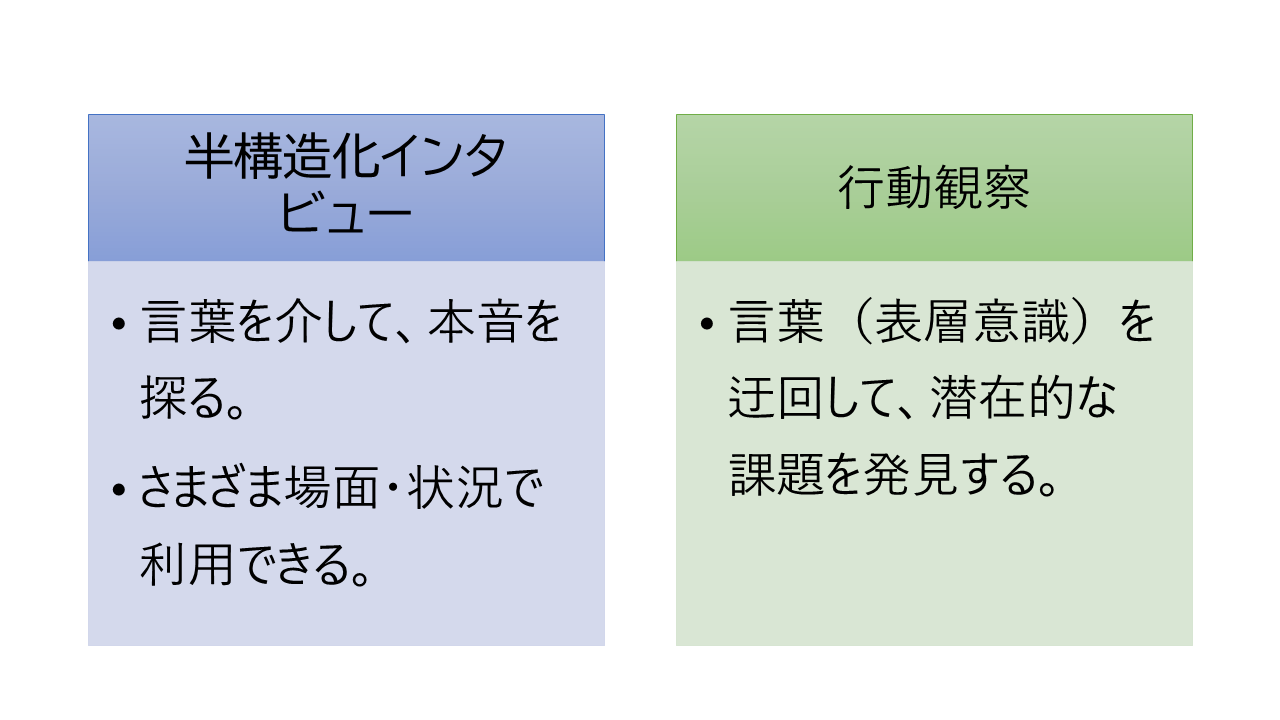 半構造化インタ
ビュー
• 言葉を介して、本音を
探る。
• さまざま場面・状況で
利用できる。
行動観察
• 言葉（表層意識）を
迂回して、潜在的な
課題を発見する。